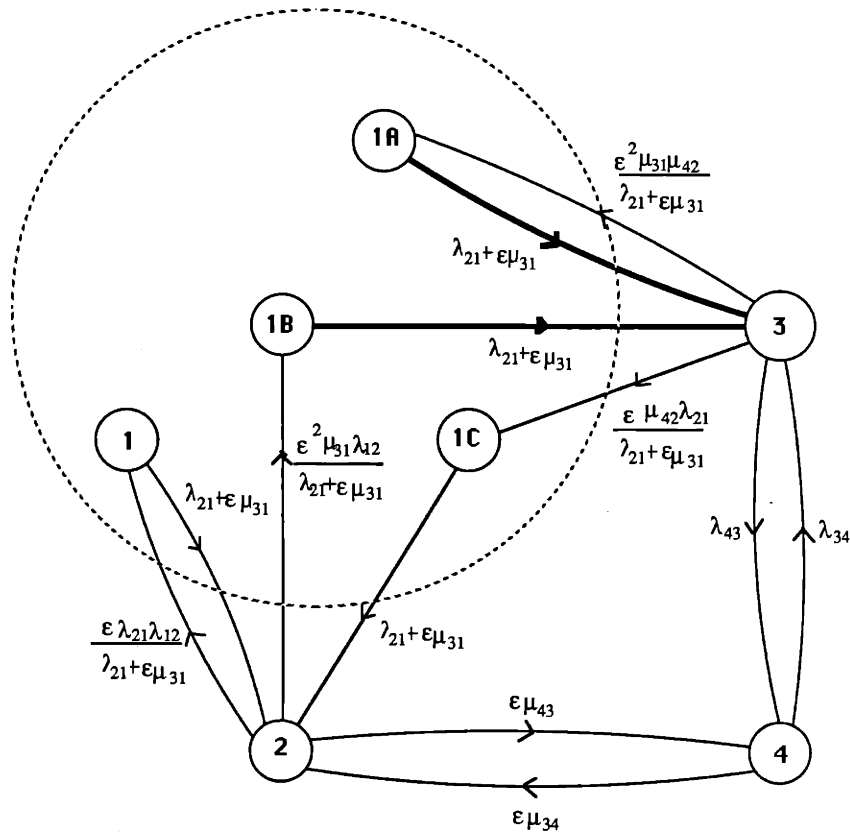 1A
ε²μ₃₁μ₄₂
λ₂₁+εμ₃₁
λ₂₁+εμ₃₁
1B
3
λ₂₁+εμ₃₁
1
1C
ε μ₄₂λ₂₁
λ₂₁+εμ₃₁
ε²μ₃₁λ₁₂
λ₂₁+εμ₃₁
λ₂₁+εμ₃₁
λ₄₃
λ₃₄
ελ₂₁λ₁₂
λ₂₁+εμ₃₁
λ₂₁+εμ₃₁
εμ₄₃
2
4
εμ₃₄